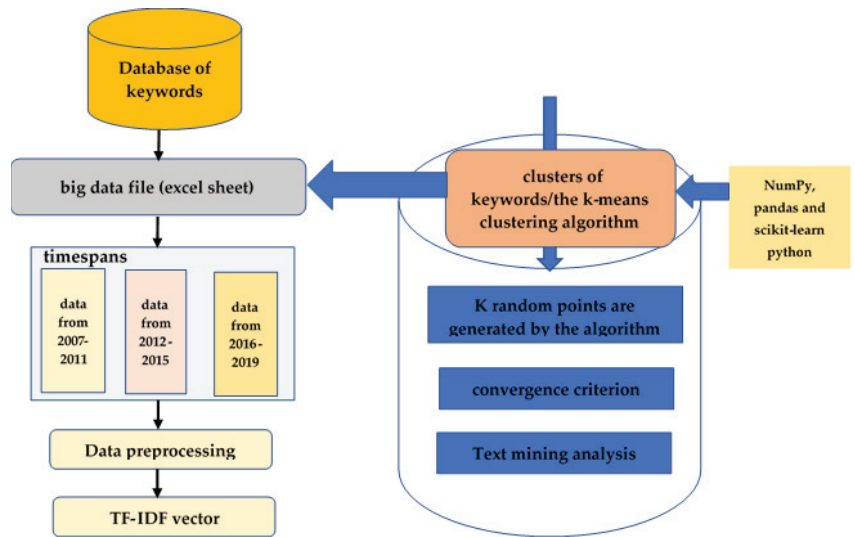 Database of
keywords
big data file (excel sheet)
timespans
data
from
2007-
2011
data
from
2012-
2015
data
from
2016-
2019
Data preprocessing
TF-IDF vector
clusters of
keywords/the k-means
clustering algorithm
NumPy,
pandas and
scikit-learn
python
K random points are
generated by the algorithm
convergence criterion
Text mining analysis